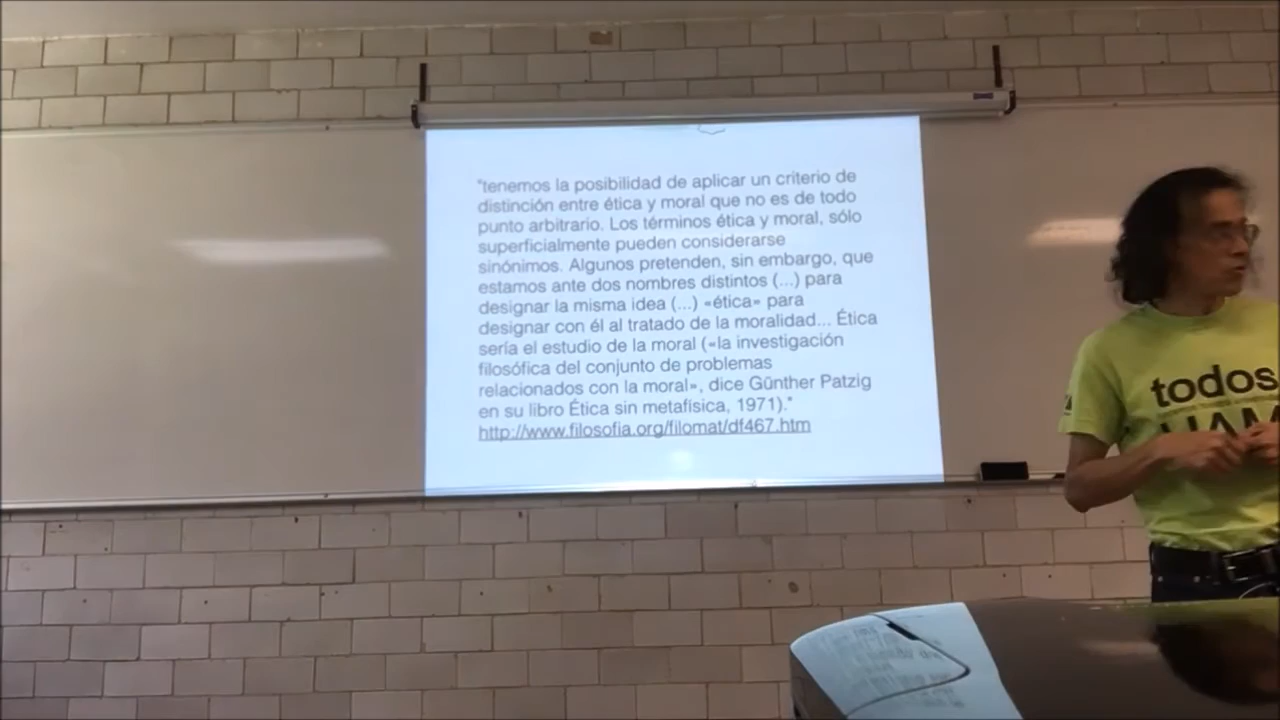 "tenemos la posibilidad de aplicar un criterio de
distinción entre ética y moral que no es de todo
punto arbitrario. Los términos ética y moral, sólo
superficialmente pueden considerarse
sinónimos. Algunos pretenden, sin embargo, que
estamos ante dos nombres distintos (...) para
designar la misma idea (...) «ética» para
designar con él al tratado de la moralidad... Ética
sería el estudio de la moral («la investigación
filosófica del conjunto de problemas
relacionados con la moral», dice Günther Patzig
en su libro Ética sin metafísica, 1971)."
http://www.filosofia.org/filomat/df467.htm
todos
UAM